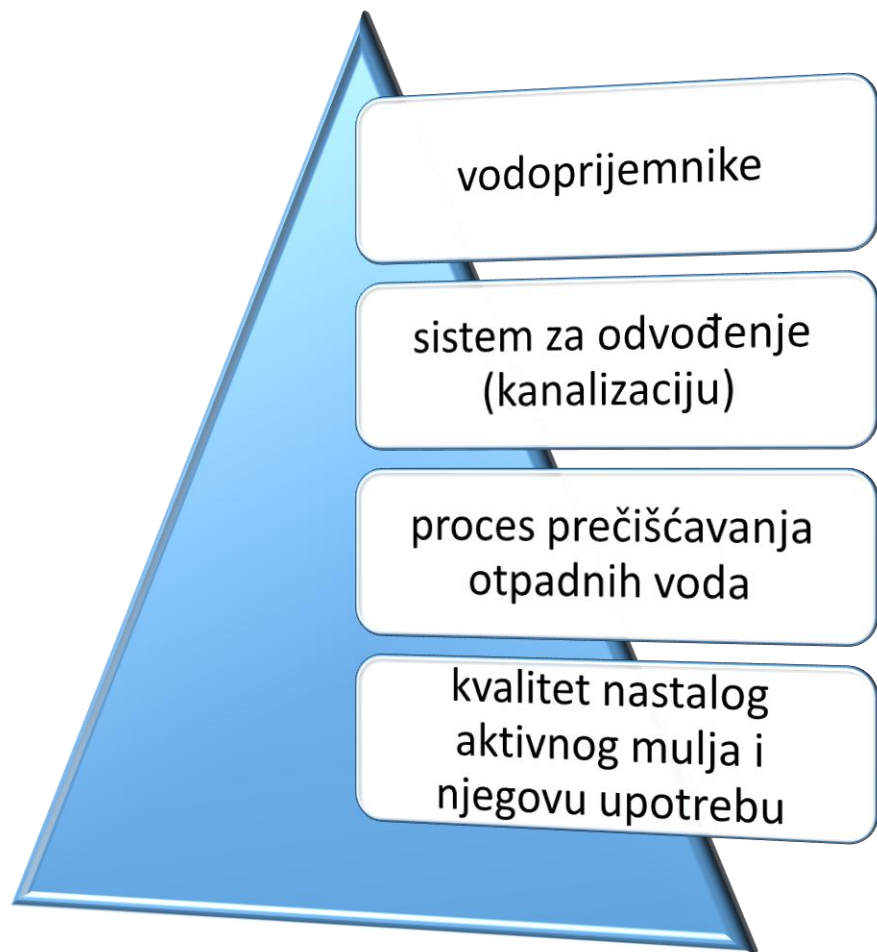 vodoprijemnike
sistem za odvođenje
(kanalizaciju)
proces prečišćavanja
otpadnih voda
kvalitet nastalog
aktivnog mulja i
njegovu upotrebu